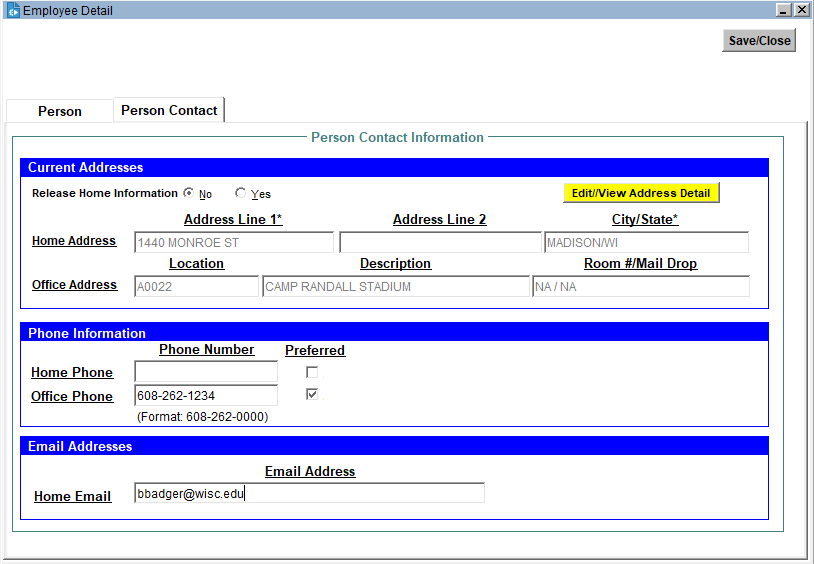 Employee Detail
Save/Close
Person Person Contact
Person Contact Information
Current Addresses
Release Home Information No Yes Edit//View Address Detail
Address Line 1* Address Line 2 City/State*
Home Address 1440 MONROE ST MADISON/WI
Location Description Room #/Mail Drop
Office Address A0022 CAMP RANDALL STADIUM NA / NA
Phone Information
Phone Number Preferred
Home Phone
Office Phone 608-262-1234
(Format: 608-262-0000)
Email Addresses
Email Address
Home Email bbadger@wisc.edu